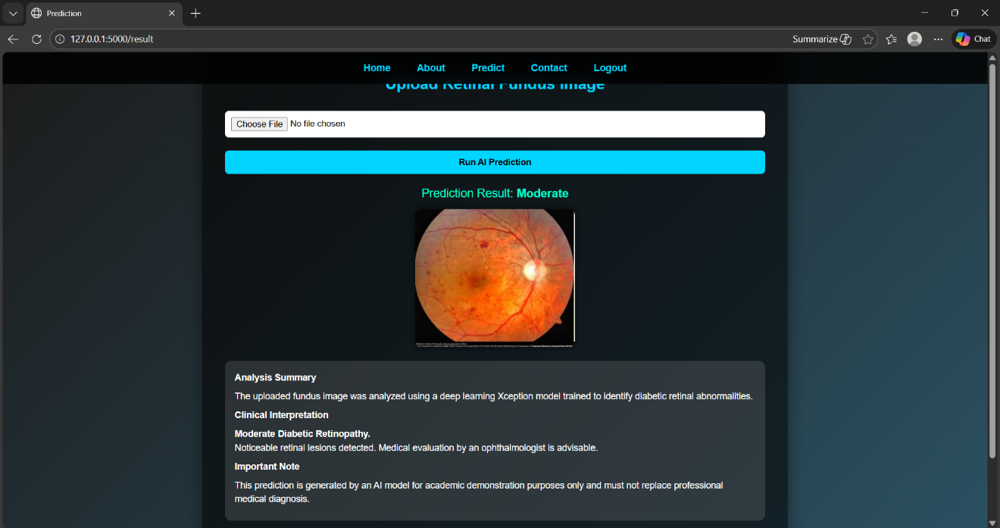 Prediction
127.0.0.1:5000/result
Summarize
Chat
Home About Predict Contact Logout
Upload Retinal Fundus Image
Choose File No file chosen
Run AI Prediction
Prediction Result: Moderate
Analysis Summary
The uploaded fundus image was analyzed using a deep learning Xception model trained to identify diabetic retinal abnormalities.
Clinical Interpretation
Moderate Diabetic Retinopathy.
Noticeable retinal lesions detected. Medical evaluation by an ophthalmologist is advisable.
Important Note
This prediction is generated by an AI model for academic demonstration purposes only and must not replace professional
medical diagnosis.